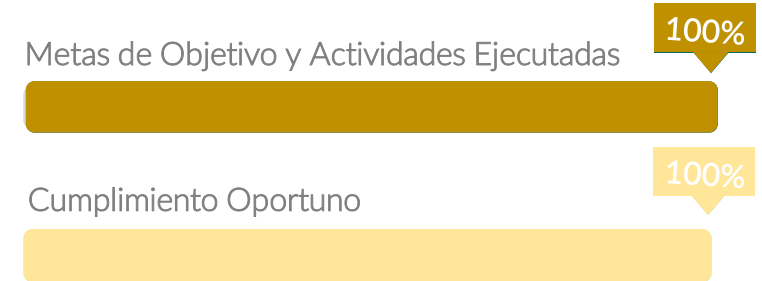 100%
Metas de Objetivo y Actividades Ejecutadas
100%
Cumplimiento Oportuno